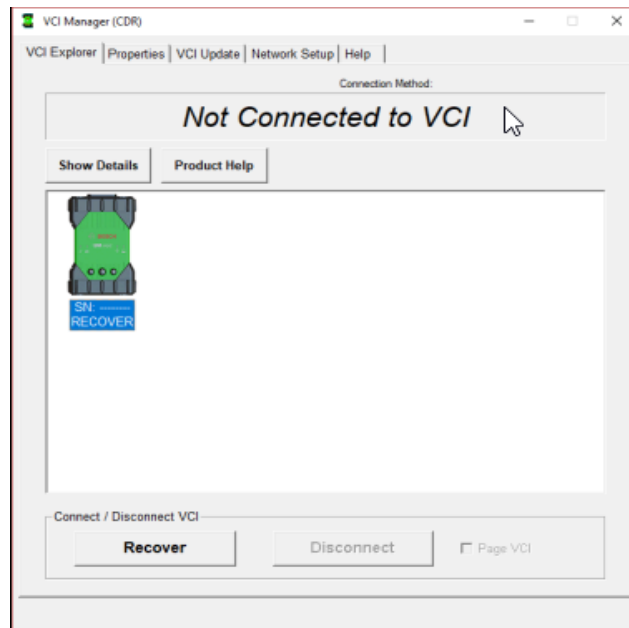 VCI Manager (CDR)
VCI Explorer Properties VCI Update Network Setup Help
Connection Method:
Not Connected to VCI
Show Details Product Help
SN: --------
RECOVER
Connect / Disconnect VCI
Recover Disconnect Page VCI